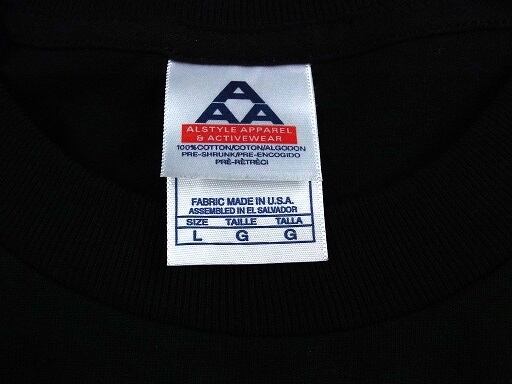 A
AA
ALSTYLE APPAREL
& ACTIVEWEAR
100% COTTON/COTON/ALGODON
PRE-SHRUNK/PRE-ENCOGIDO
PRÉ-RÉTRÉCI
FABRIC MADE IN U.S.A.
ASSEMBLED IN EL SALVADOR
SIZE TAILLE TALLA
L G G